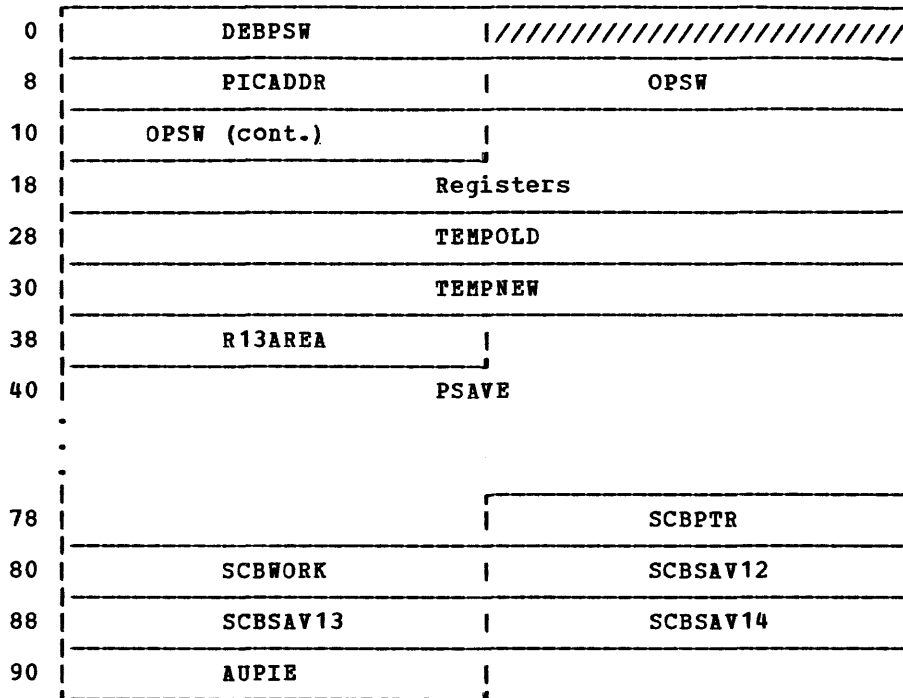 0 DEBPSW ///////////////////////////
8 PICADDR OPSW
10 OPSW (cont.)
18 Registers
28 TEMPOLD
30 TEMPNEW
38 R13AREA
40 PSAVE
78 SCBPTR
80 SCBWORK SCBSAV12
88 SCBSAV13 SCBSAV14
90 AUPIE